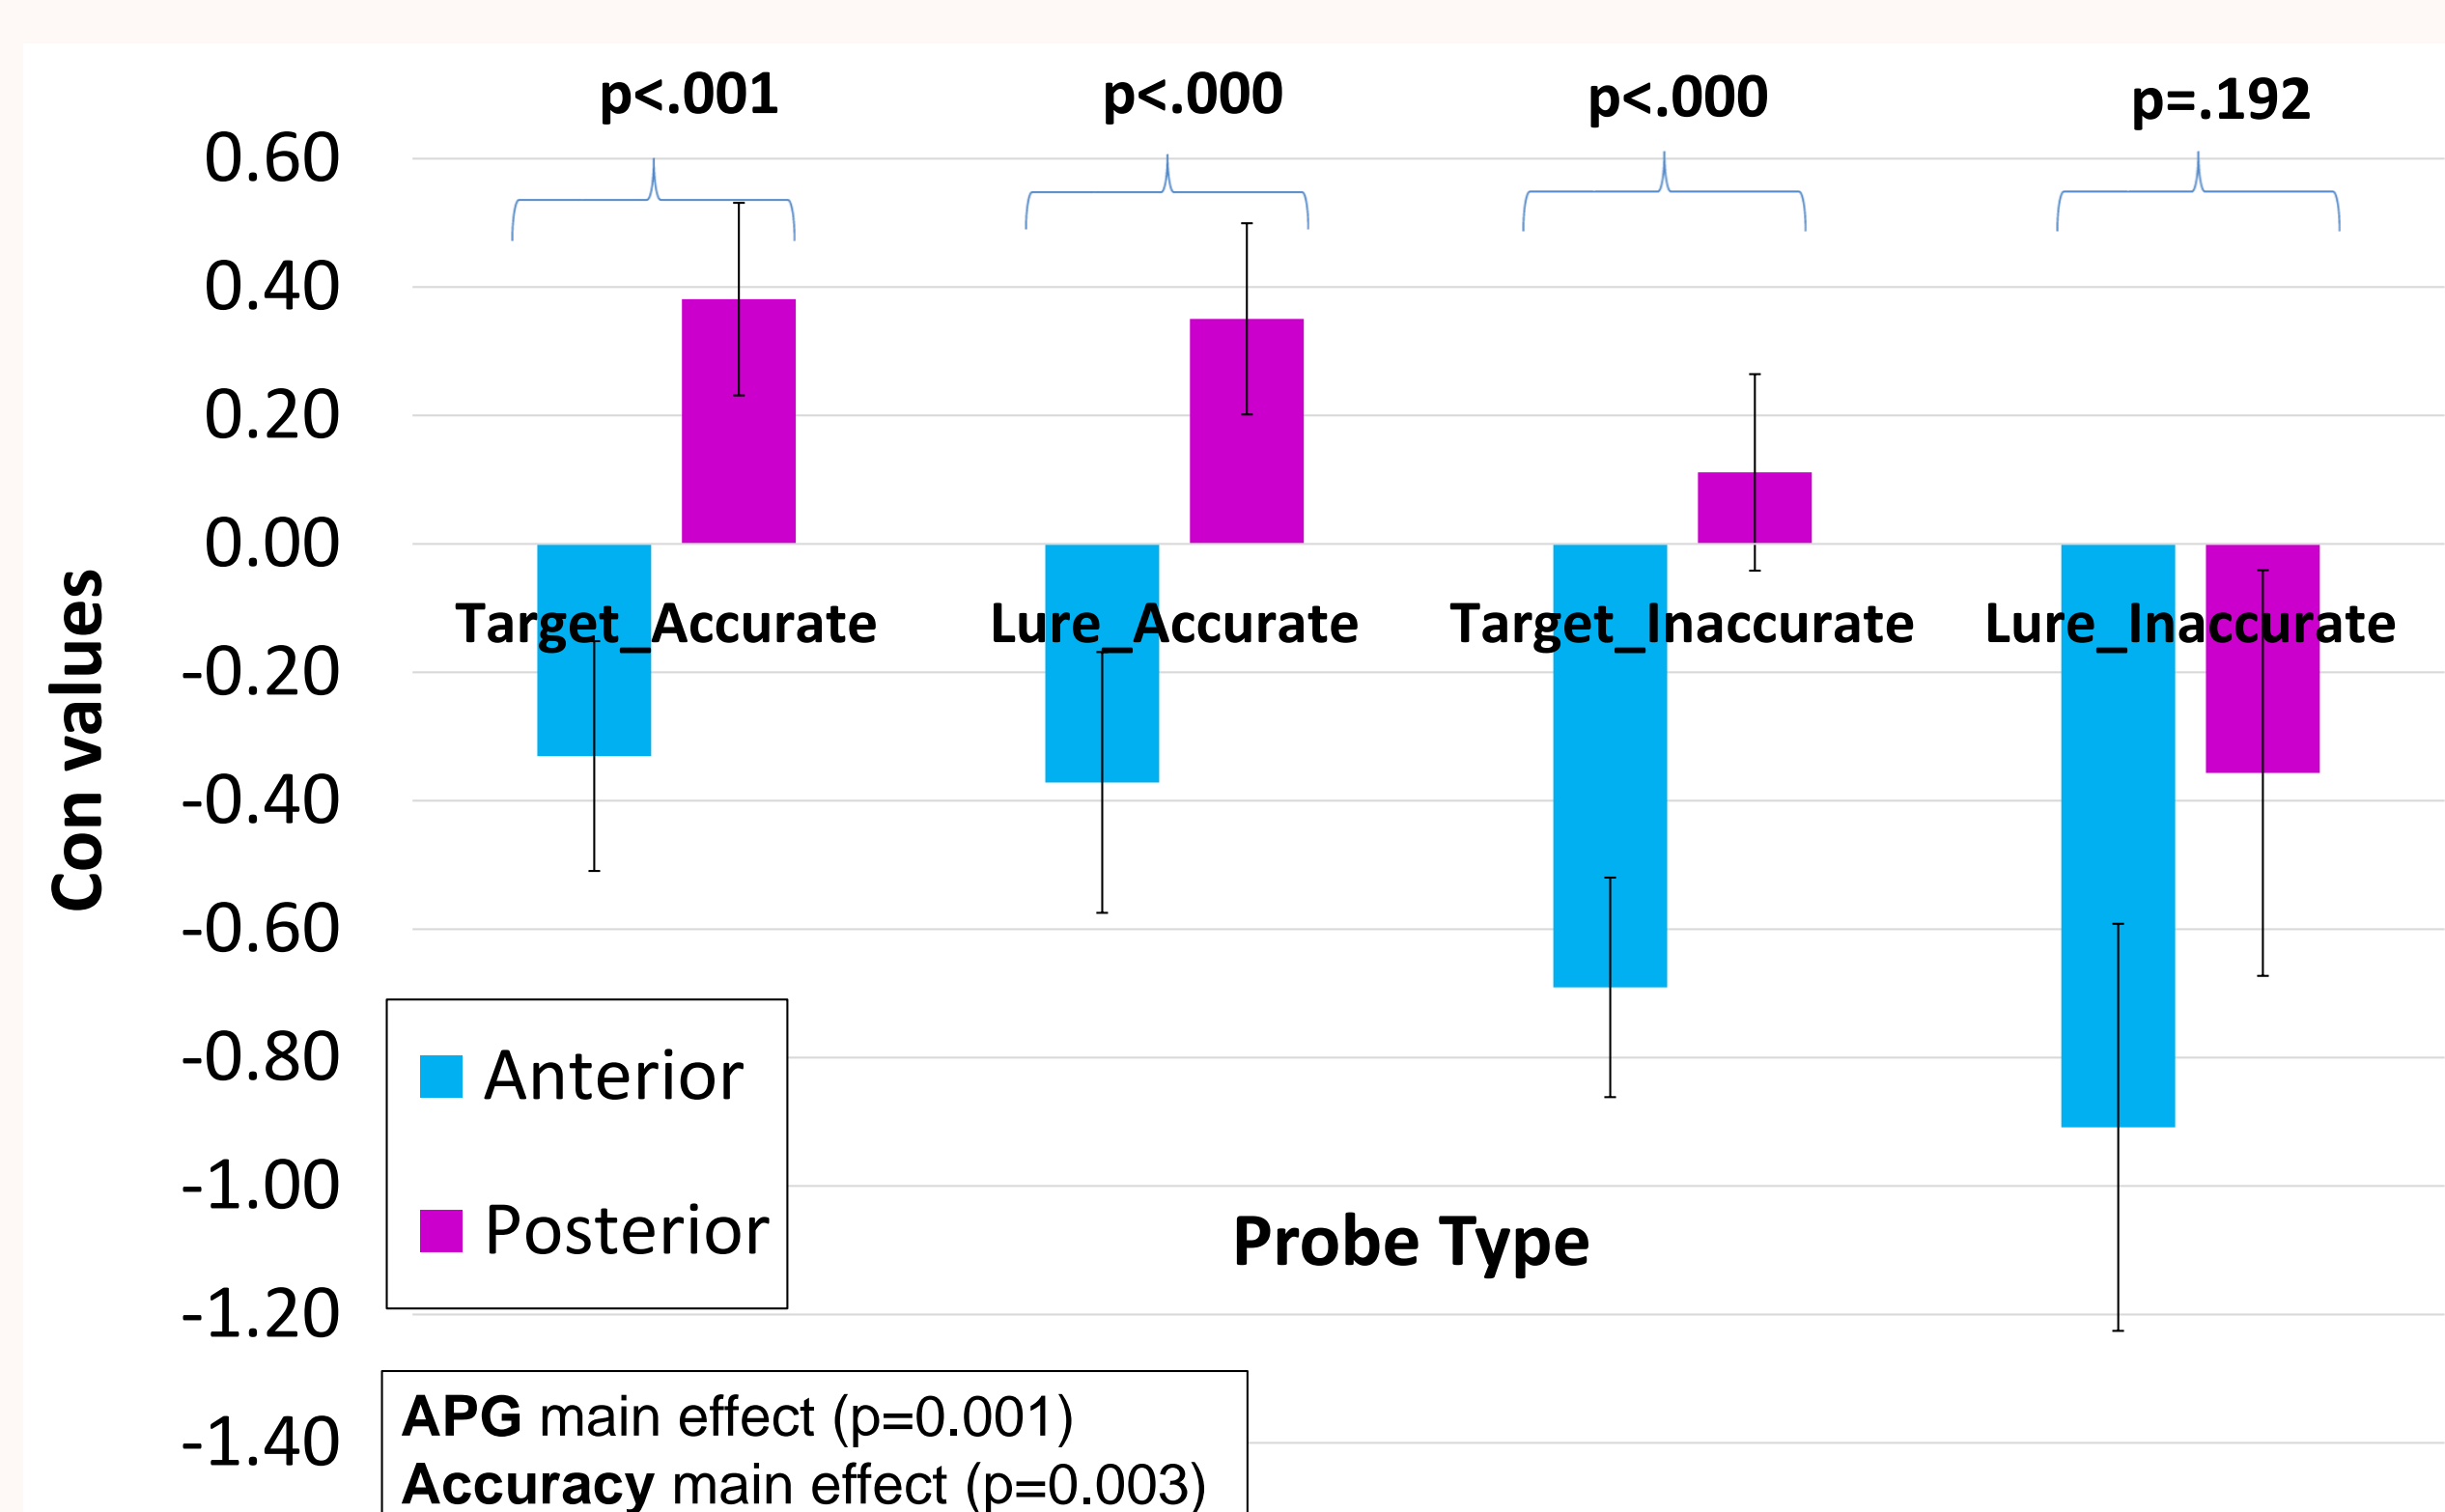 p<.001 p<.000 p<.000 p=.192
0.60
0.40
0.20
0.00
-0.20
-0.40
-0.60
-0.80
-1.00
-1.20
-1.40
Con values
Target_Accurate Lure_Accurate Target_Inaccurate Lure_Inaccurate
Anterior
Posterior
Probe Type
APG main effect (p=0.001)
Accuracy main effect (p=0.003)